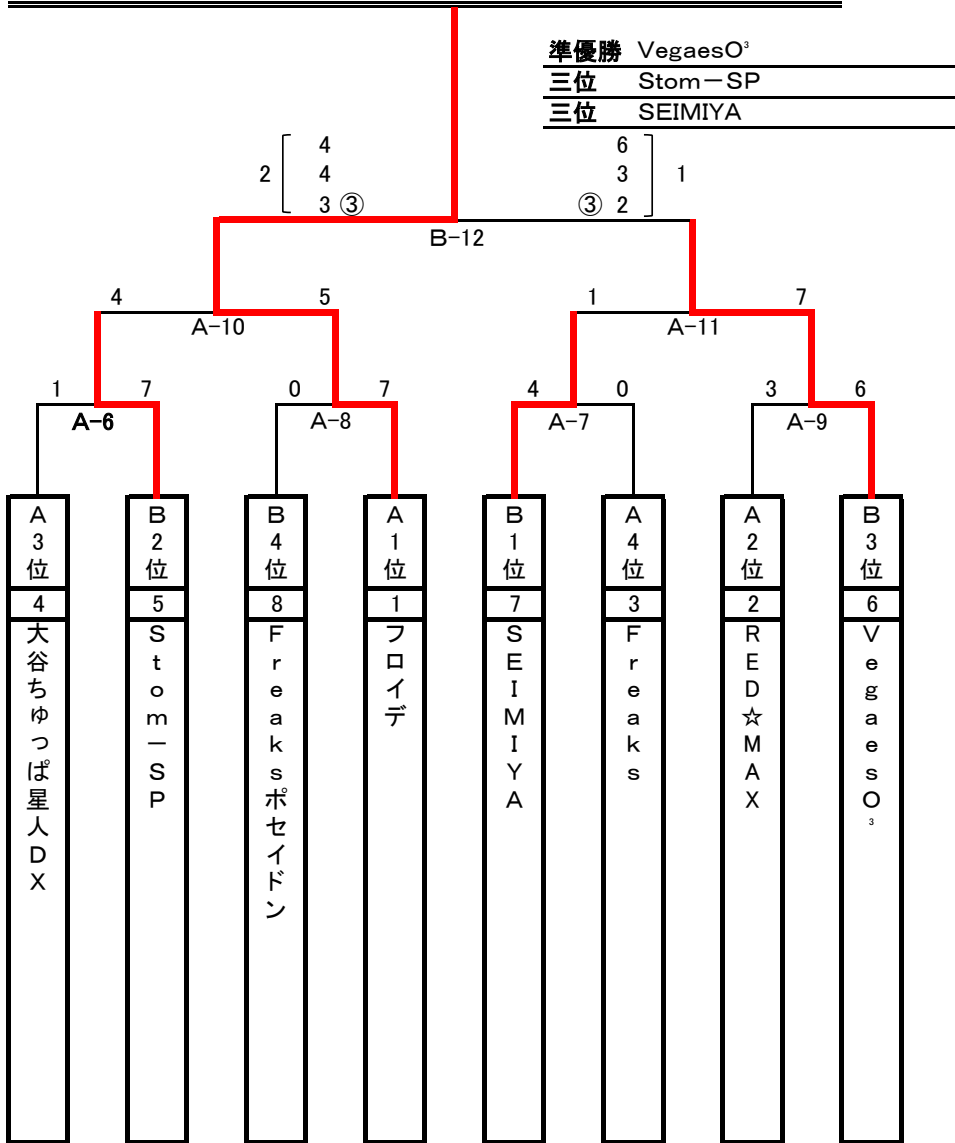 準優勝 VegaesO³
三位 Stom－SP
三位 SEIMIYA
4 6
2 4 3 1
3 ③ ③ 2
B-12
4 5 1 7
A-10 A-11
1 7 0 7 4 0 3 6
A-6 A-8 A-7 A-9
A3位 B2位 B4位 A1位 B1位 A4位 A2位 B3位
4 5 8 1 7 3 2 6
大谷ちゅっぱ星人DX
Stom－SP
Freaksポセイドン
フロイデ
SEIMIYA
Freaks
RED☆MAX
VegaesO³